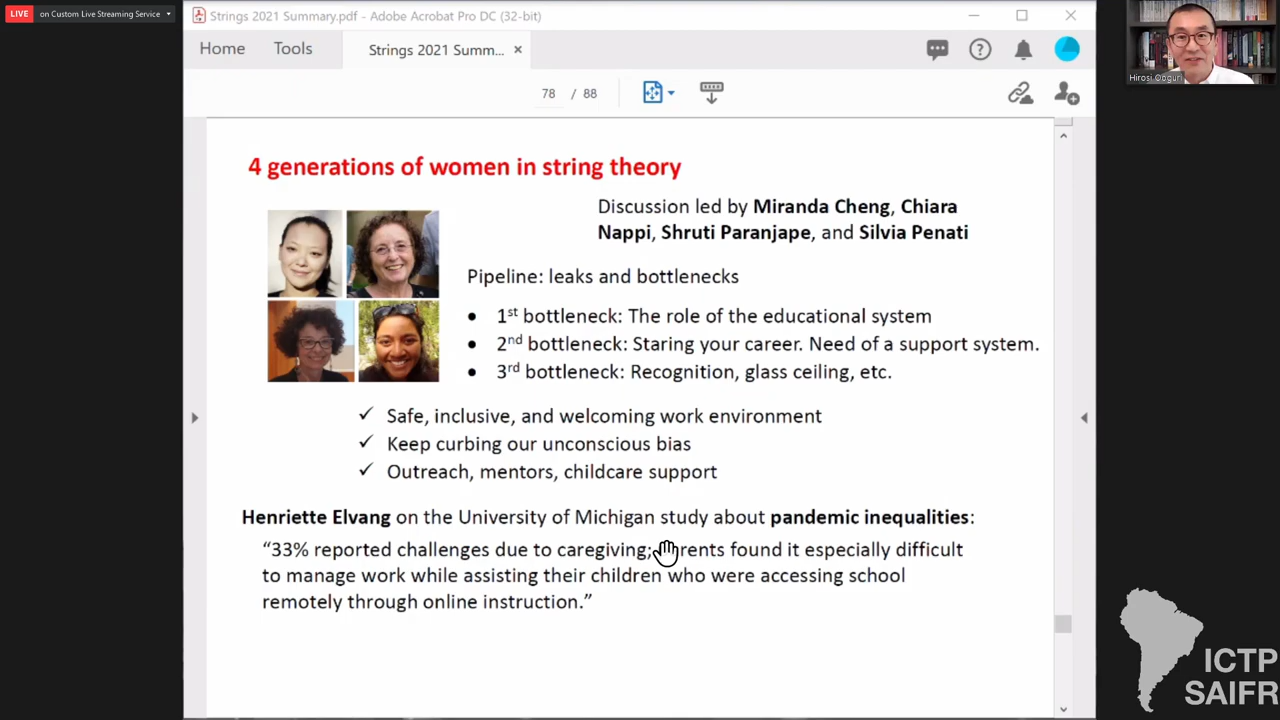 LIVE on Custom Live Streaming Service
Strings 2021 Summary.pdf - Adobe Acrobat Pro DC (32-bit)
Home Tools Strings 2021 Summ... ×
78 / 88
Hirosi Ooguri
4 generations of women in string theory
Discussion led by Miranda Cheng, Chiara
Nappi, Shruti Paranjape, and Silvia Penati
Pipeline: leaks and bottlenecks
• 1st bottleneck: The role of the educational system
• 2nd bottleneck: Staring your career. Need of a support system.
• 3rd bottleneck: Recognition, glass ceiling, etc.
✓ Safe, inclusive, and welcoming work environment
✓ Keep curbing our unconscious bias
✓ Outreach, mentors, childcare support
Henriette Elvang on the University of Michigan study about pandemic inequalities:
“33% reported challenges due to caregiving; parents found it especially difficult
to manage work while assisting their children who were accessing school
remotely through online instruction.”
ICTP
SAIFR